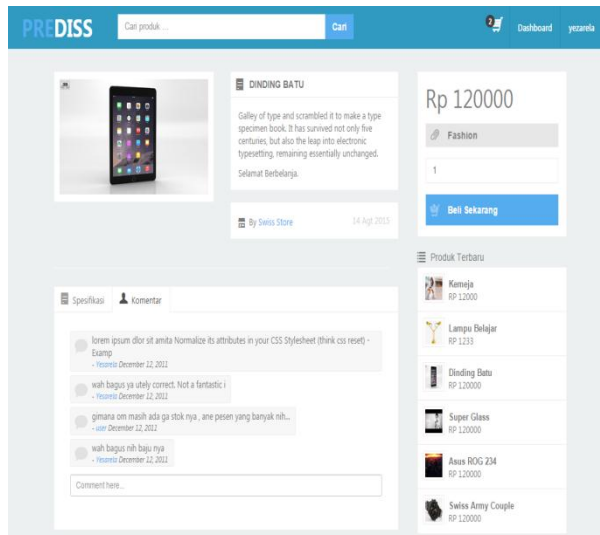 PREDISS
Cari produk ...
Cari
2
Dashboard
yezarela
DINDING BATU
Galley of type and scrambled it to make a type
specimen book. It has survived not only five
centuries, but also the leap into electronic
typesetting, remaining essentially unchanged.
Selamat Berbelanja.
By Swiss Store
14 Agt 2015
Rp 120000
Fashion
1
Beli Sekarang
Spesifikasi
Komentar
lorem ipsum dlor sit amita Normalize its attributes in your CSS Stylesheet (think css reset) -
Examp
- Yesarela December 12, 2011
wah bagus ya utely correct. Not a fantastic i
- Yesarela December 12, 2011
gimana om masih ada ga stok nya , ane pesen yang banyak nih...
- user December 12, 2011
wah bagus nih baju nya
- Yesarela December 12, 2011
Comment here...
Produk Terbaru
Kemeja
RP 12000
Lampu Belajar
RP 1233
Dinding Batu
RP 120000
Super Glass
RP 120000
Asus ROG 234
RP 120000
Swiss Army Couple
RP 120000